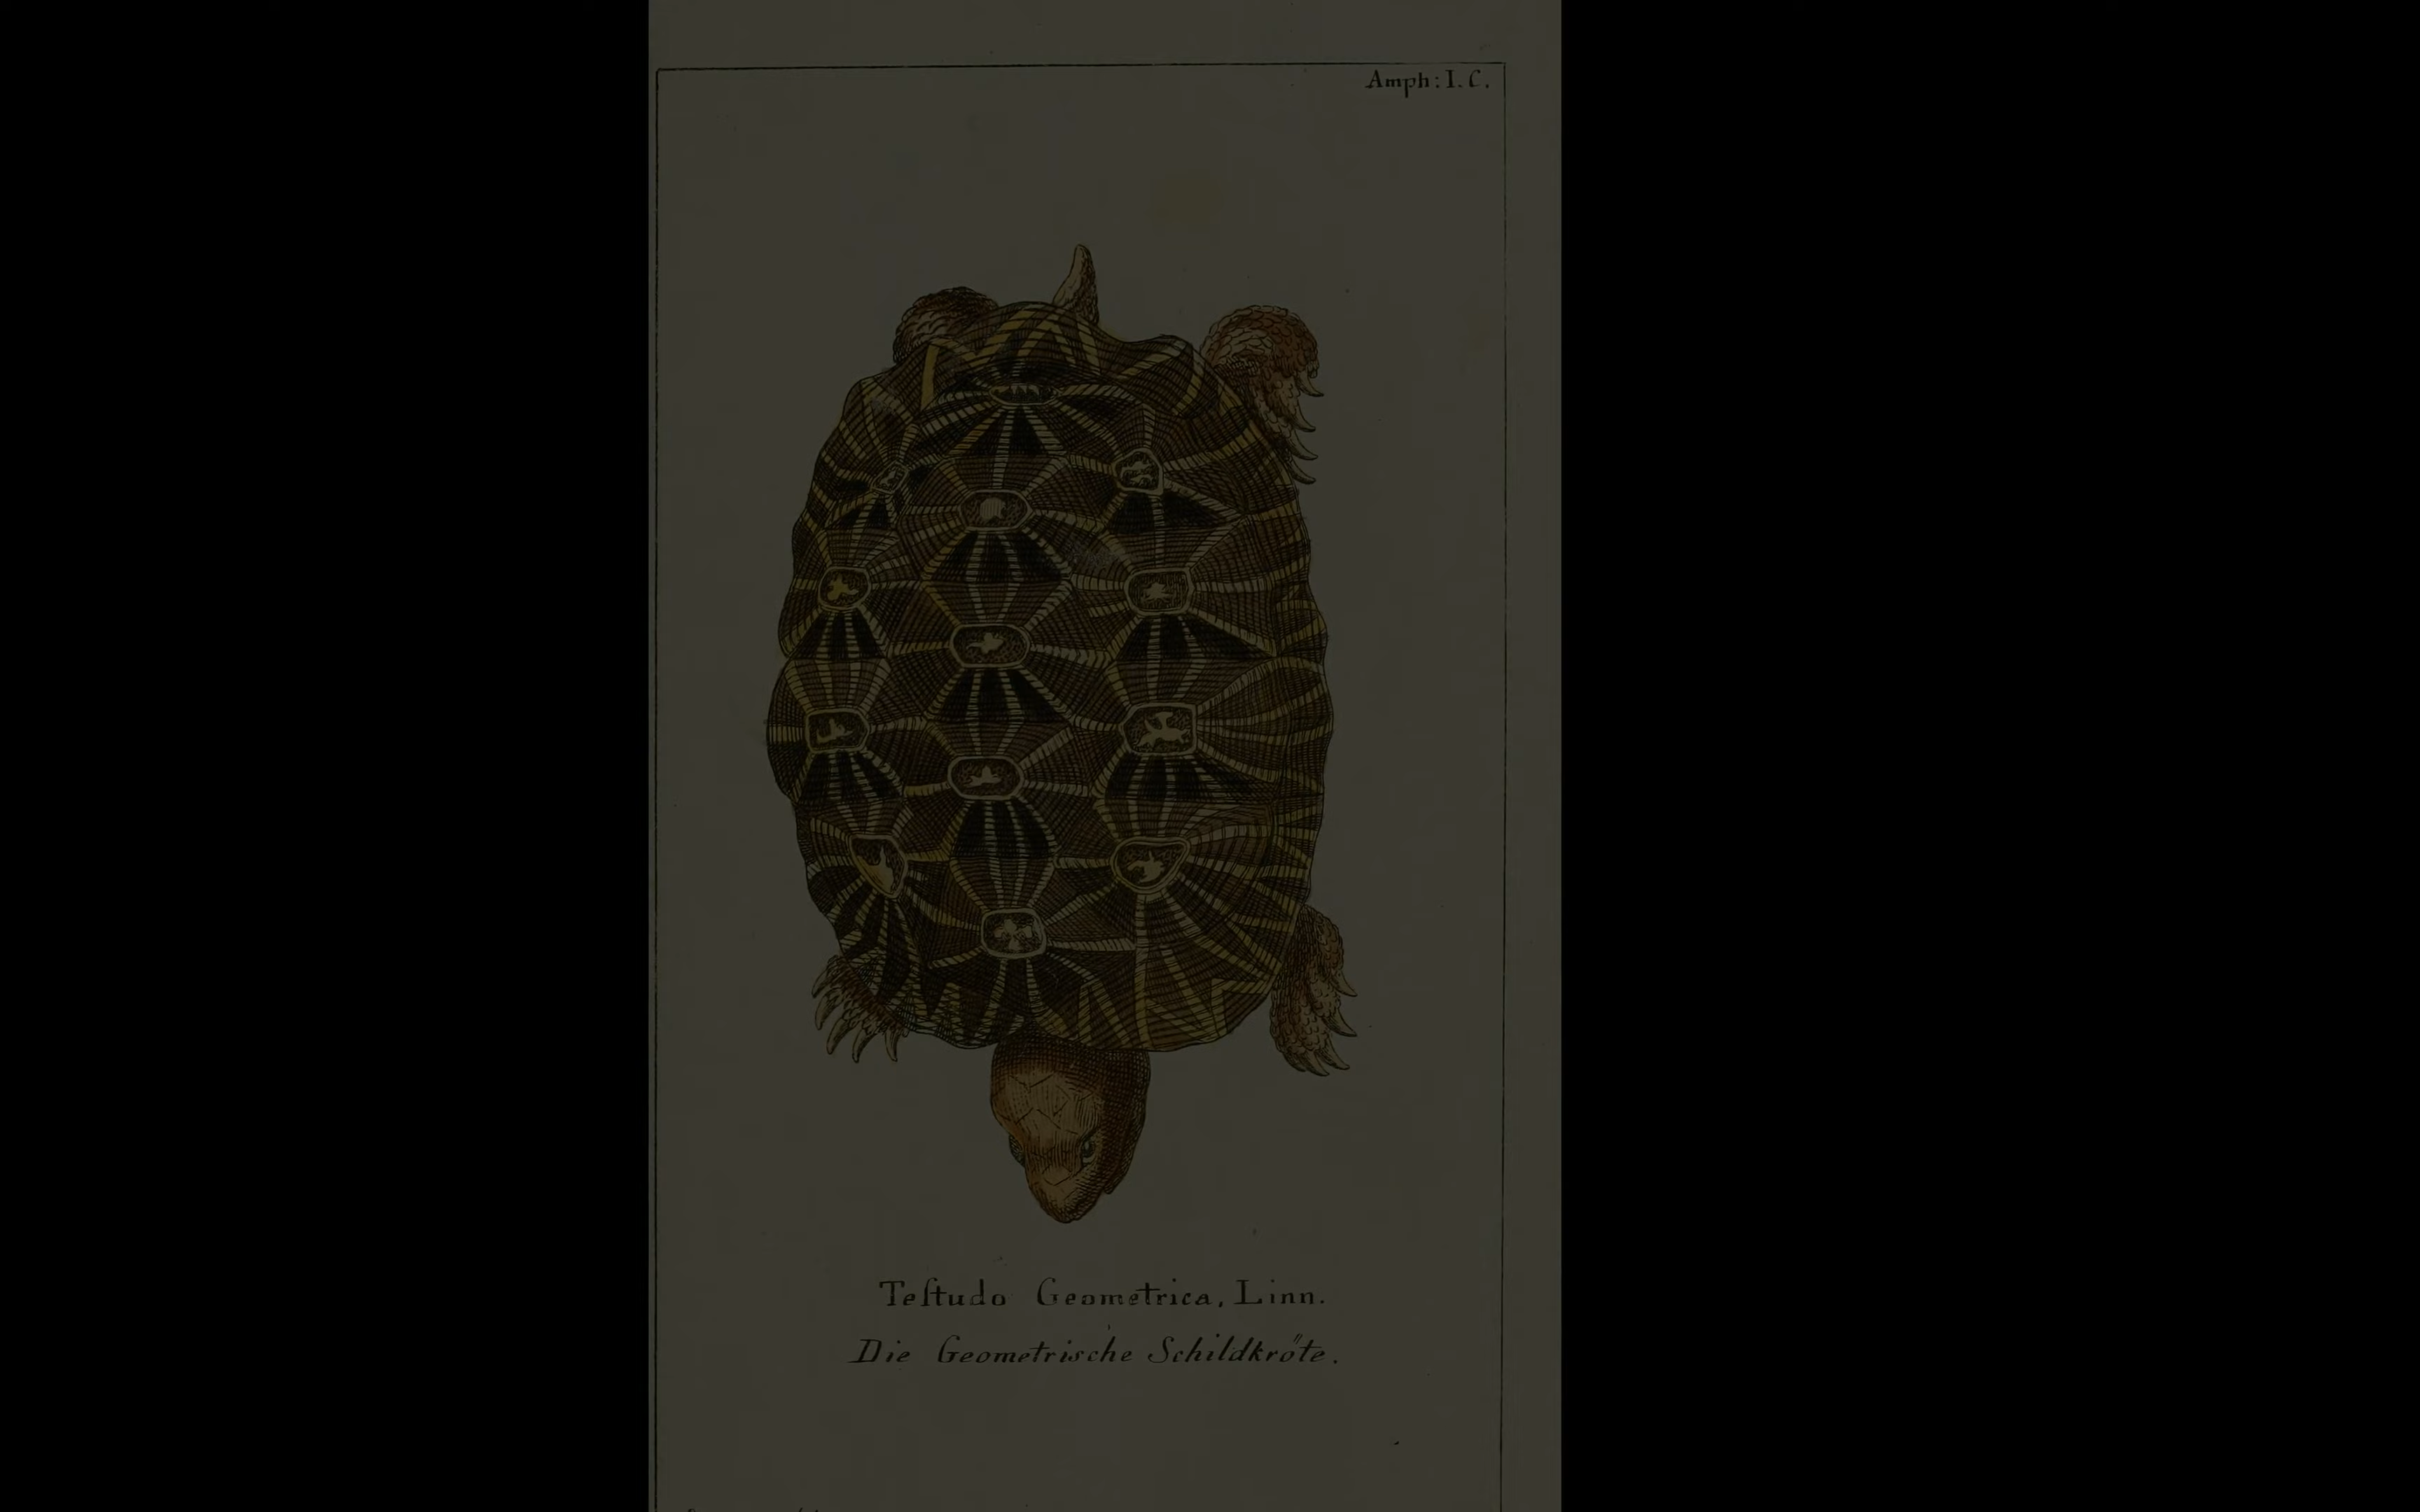 Amph: I. C.
Teſtudo Geometrica, Linn.
Die Geometrische Schildkröte.